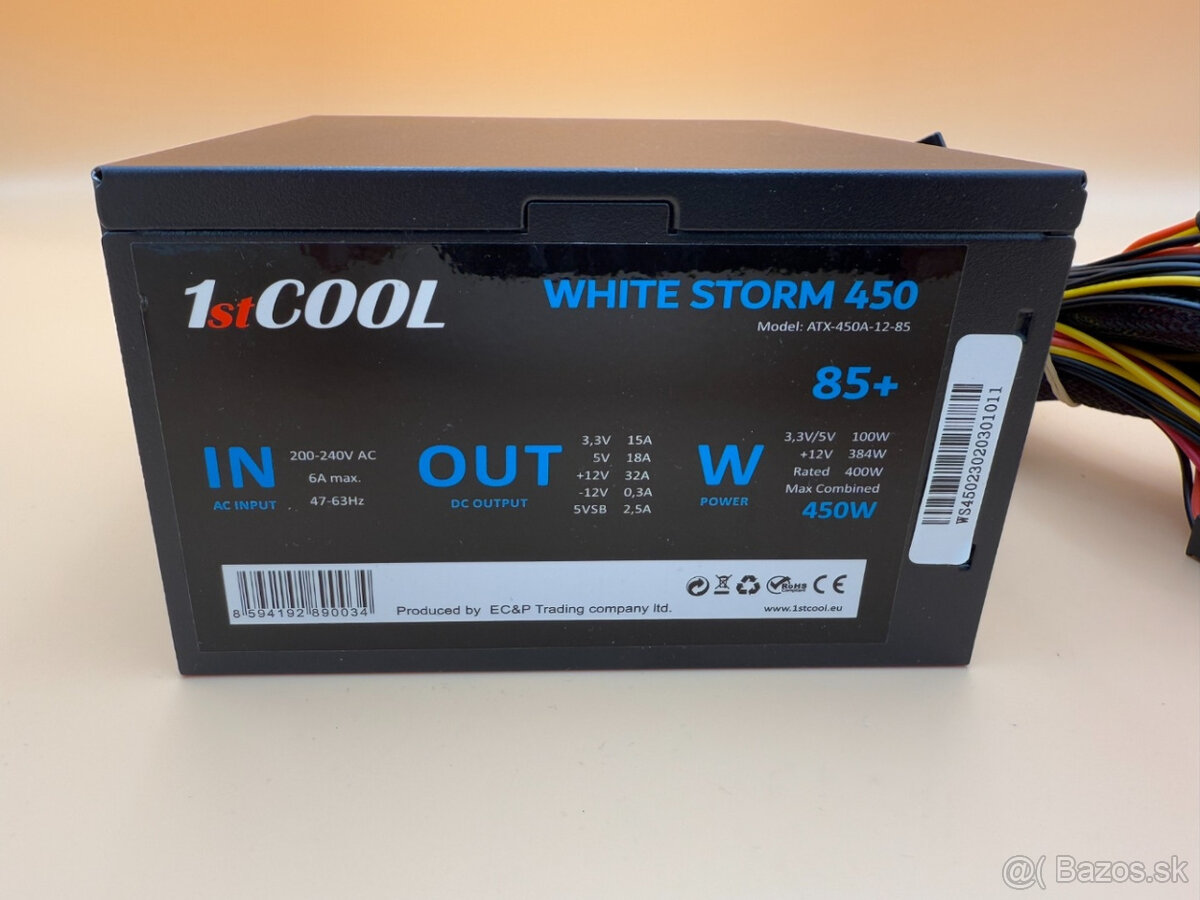 1stCOOL
WHITE STORM 450
Model: ATX-450A-12-85
85+
IN
AC INPUT
200-240V AC
6A max.
47-63Hz
OUT
DC OUTPUT
3,3V 15A
5V 18A
+12V 32A
-12V 0,3A
5VSB 2,5A
W
POWER
3,3V/5V 100W
+12V 384W
Rated 400W
Max Combined
450W
WS45023020301011
8 594192 890034
Produced by EC&P Trading company ltd.
RoHS
CE
www.1stcool.eu
@( Bazos.sk